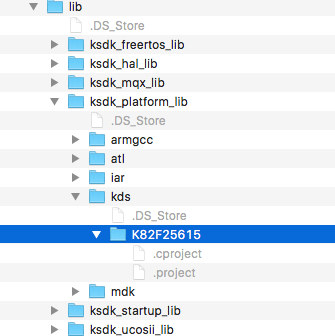 lib
.DS_Store
ksdk_freertos_lib
ksdk_hal_lib
ksdk_mqx_lib
ksdk_platform_lib
.DS_Store
armgcc
atl
iar
kds
.DS_Store
K82F25615
.cproject
.project
mdk
ksdk_startup_lib
ksdk_ucosii_lib